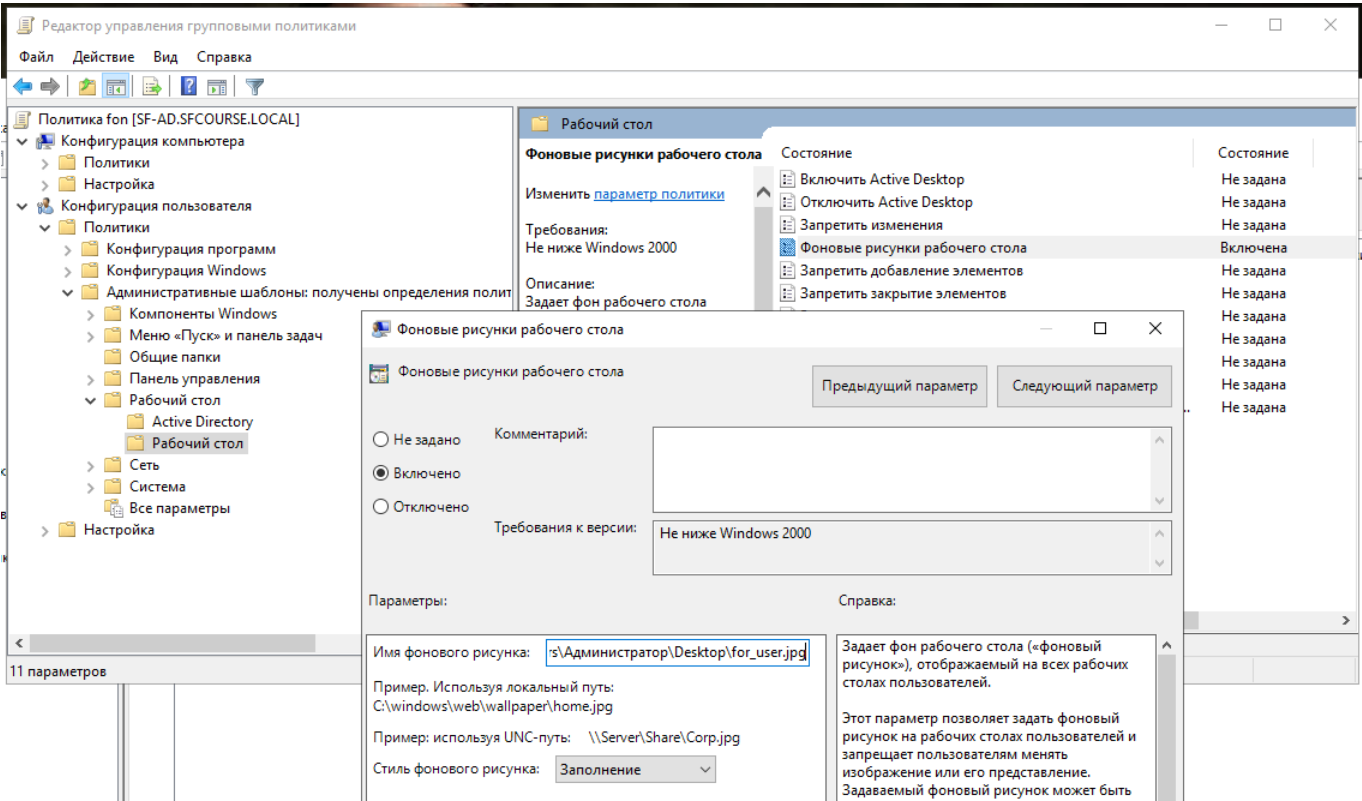 Редактор управления групповыми политиками
Файл Действие Вид Справка
Политика fon [SF-AD.SFCOURSE.LOCAL]
Конфигурация компьютера
Политики
Настройка
Конфигурация пользователя
Политики
Конфигурация программ
Конфигурация Windows
Административные шаблоны: получены определения полит
Компоненты Windows
Меню «Пуск» и панель задач
Общие папки
Панель управления
Рабочий стол
Active Directory
Рабочий стол
Сеть
Система
Все параметры
Настройка
11 параметров
Рабочий стол
Фоновые рисунки рабочего стола
Изменить параметр политики
Требования:
Не ниже Windows 2000
Описание:
Задает фон рабочего стола
Состояние Состояние
Включить Active Desktop Не задана
Отключить Active Desktop Не задана
Запретить изменения Не задана
Фоновые рисунки рабочего стола Включена
Запретить добавление элементов Не задана
Запретить закрытие элементов Не задана
Не задана
Не задана
Не задана
Не задана
Не задана
Фоновые рисунки рабочего стола
Фоновые рисунки рабочего стола
Предыдущий параметр Следующий параметр
Не задано
Включено
Отключено
Комментарий:
Требования к версии: Не ниже Windows 2000
Параметры:
Имя фонового рисунка: rs\Администратор\Desktop\for_user.jpg
Пример. Используя локальный путь:
C:\windows\web\wallpaper\home.jpg
Пример: используя UNC-путь: \\Server\Share\Corp.jpg
Стиль фонового рисунка: Заполнение
Справка:
Задает фон рабочего стола («фоновый
рисунок»), отображаемый на всех рабочих
столах пользователей.
Этот параметр позволяет задать фоновый
рисунок на рабочих столах пользователей и
запрещает пользователям менять
изображение или его представление.
Задаваемый фоновый рисунок может быть